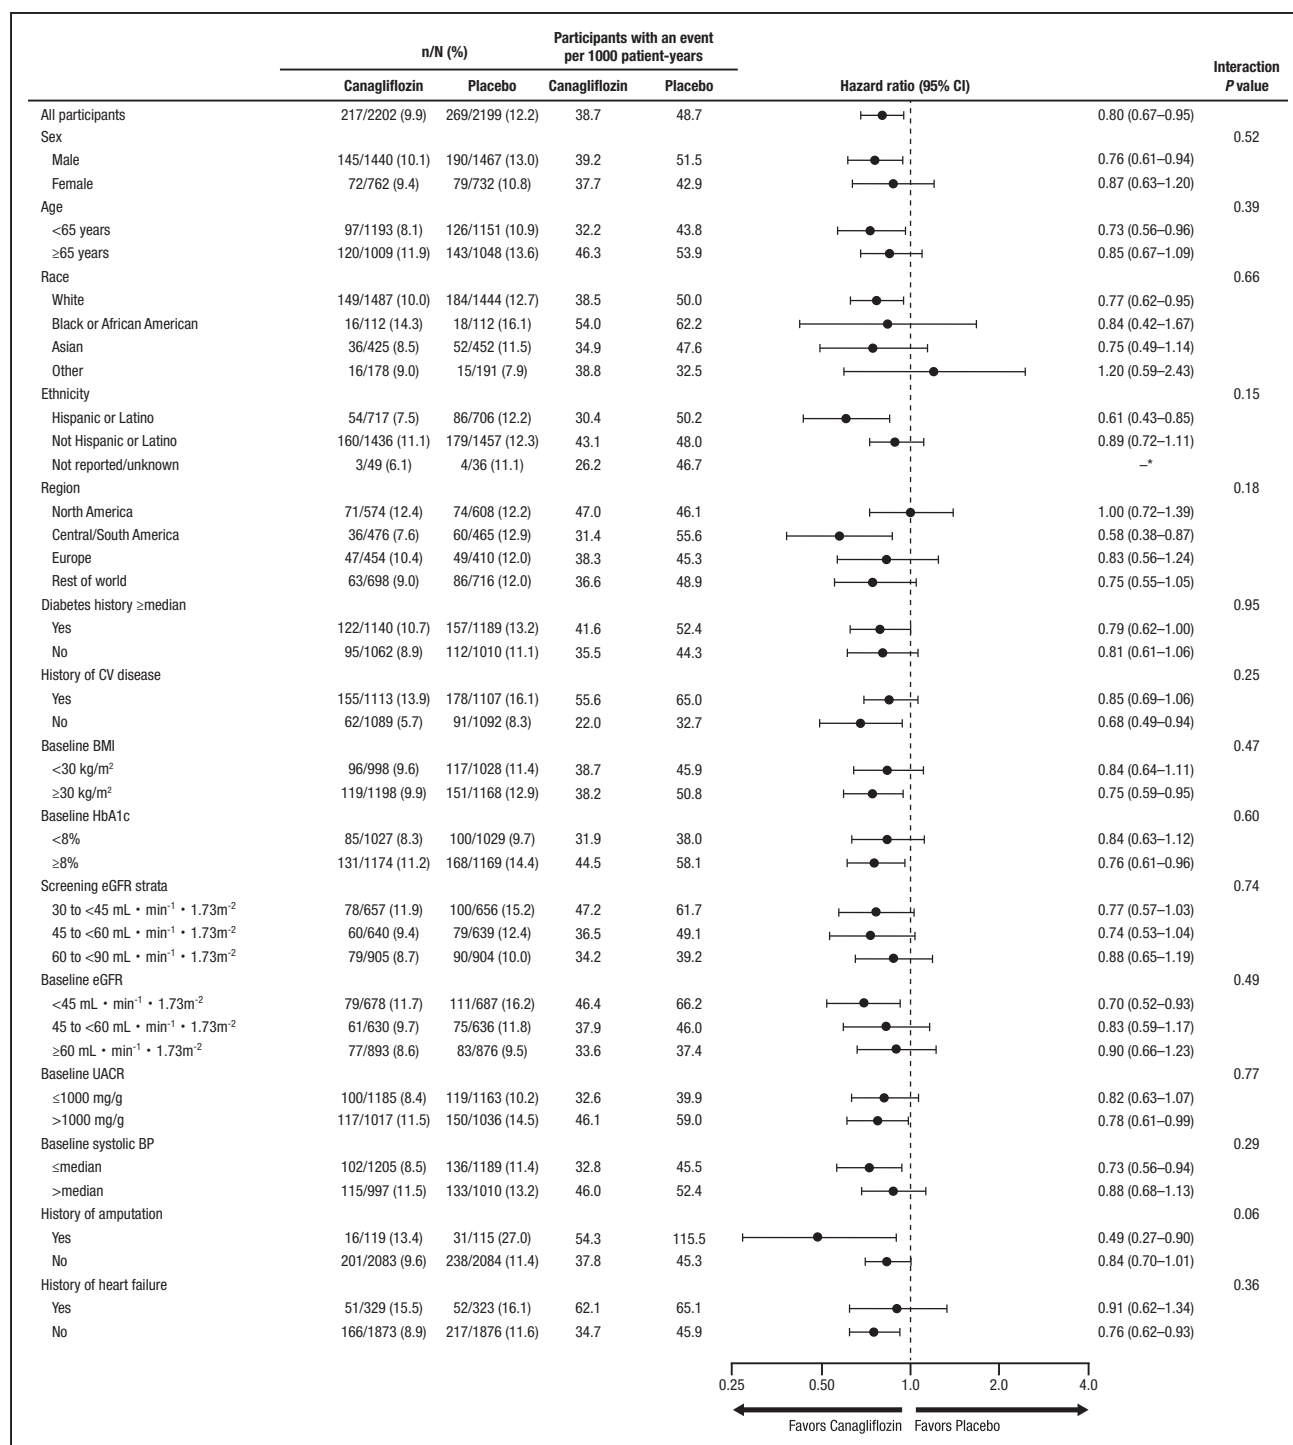 n/N (%) Participants with an event per 1000 patient-years
Canagliflozin Placebo Canagliflozin Placebo Hazard ratio (95% CI) Interaction P value
All participants 217/2202 (9.9) 269/2199 (12.2) 38.7 48.7 0.80 (0.67–0.95)
Sex 0.52
Male 145/1440 (10.1) 190/1467 (13.0) 39.2 51.5 0.76 (0.61–0.94)
Female 72/762 (9.4) 79/732 (10.8) 37.7 42.9 0.87 (0.63–1.20)
Age 0.39
<65 years 97/1193 (8.1) 126/1151 (10.9) 32.2 43.8 0.73 (0.56–0.96)
≥65 years 120/1009 (11.9) 143/1048 (13.6) 46.3 53.9 0.85 (0.67–1.09)
Race 0.66
White 149/1487 (10.0) 184/1444 (12.7) 38.5 50.0 0.77 (0.62–0.95)
Black or African American 16/112 (14.3) 18/112 (16.1) 54.0 62.2 0.84 (0.42–1.67)
Asian 36/425 (8.5) 52/452 (11.5) 34.9 47.6 0.75 (0.49–1.14)
Other 16/178 (9.0) 15/191 (7.9) 38.8 32.5 1.20 (0.59–2.43)
Ethnicity 0.15
Hispanic or Latino 54/717 (7.5) 86/706 (12.2) 30.4 50.2 0.61 (0.43–0.85)
Not Hispanic or Latino 160/1436 (11.1) 179/1457 (12.3) 43.1 48.0 0.89 (0.72–1.11)
Not reported/unknown 3/49 (6.1) 4/36 (11.1) 26.2 46.7 –*
Region 0.18
North America 71/574 (12.4) 74/608 (12.2) 47.0 46.1 1.00 (0.72–1.39)
Central/South America 36/476 (7.6) 60/465 (12.9) 31.4 55.6 0.58 (0.38–0.87)
Europe 47/454 (10.4) 49/410 (12.0) 38.3 45.3 0.83 (0.56–1.24)
Rest of world 63/698 (9.0) 86/716 (12.0) 36.6 48.9 0.75 (0.55–1.05)
Diabetes history ≥median 0.95
Yes 122/1140 (10.7) 157/1189 (13.2) 41.6 52.4 0.79 (0.62–1.00)
No 95/1062 (8.9) 112/1010 (11.1) 35.5 44.3 0.81 (0.61–1.06)
History of CV disease 0.25
Yes 155/1113 (13.9) 178/1107 (16.1) 55.6 65.0 0.85 (0.69–1.06)
No 62/1089 (5.7) 91/1092 (8.3) 22.0 32.7 0.68 (0.49–0.94)
Baseline BMI 0.47
<30 kg/m² 96/998 (9.6) 117/1028 (11.4) 38.7 45.9 0.84 (0.64–1.11)
≥30 kg/m² 119/1198 (9.9) 151/1168 (12.9) 38.2 50.8 0.75 (0.59–0.95)
Baseline HbA1c 0.60
<8% 85/1027 (8.3) 100/1029 (9.7) 31.9 38.0 0.84 (0.63–1.12)
≥8% 131/1174 (11.2) 168/1169 (14.4) 44.5 58.1 0.76 (0.61–0.96)
Screening eGFR strata 0.74
30 to <45 mL • min⁻¹ • 1.73m⁻² 78/657 (11.9) 100/656 (15.2) 47.2 61.7 0.77 (0.57–1.03)
45 to <60 mL • min⁻¹ • 1.73m⁻² 60/640 (9.4) 79/639 (12.4) 36.5 49.1 0.74 (0.53–1.04)
60 to <90 mL • min⁻¹ • 1.73m⁻² 79/905 (8.7) 90/904 (10.0) 34.2 39.2 0.88 (0.65–1.19)
Baseline eGFR 0.49
<45 mL • min⁻¹ • 1.73m⁻² 79/678 (11.7) 111/687 (16.2) 46.4 66.2 0.70 (0.52–0.93)
45 to <60 mL • min⁻¹ • 1.73m⁻² 61/630 (9.7) 75/636 (11.8) 37.9 46.0 0.83 (0.59–1.17)
≥60 mL • min⁻¹ • 1.73m⁻² 77/893 (8.6) 83/876 (9.5) 33.6 37.4 0.90 (0.66–1.23)
Baseline UACR 0.77
≤1000 mg/g 100/1185 (8.4) 119/1163 (10.2) 32.6 39.9 0.82 (0.63–1.07)
>1000 mg/g 117/1017 (11.5) 150/1036 (14.5) 46.1 59.0 0.78 (0.61–0.99)
Baseline systolic BP 0.29
≤median 102/1205 (8.5) 136/1189 (11.4) 32.8 45.5 0.73 (0.56–0.94)
>median 115/997 (11.5) 133/1010 (13.2) 46.0 52.4 0.88 (0.68–1.13)
History of amputation 0.06
Yes 16/119 (13.4) 31/115 (27.0) 54.3 115.5 0.49 (0.27–0.90)
No 201/2083 (9.6) 238/2084 (11.4) 37.8 45.3 0.84 (0.70–1.01)
History of heart failure 0.36
Yes 51/329 (15.5) 52/323 (16.1) 62.1 65.1 0.91 (0.62–1.34)
No 166/1873 (8.9) 217/1876 (11.6) 34.7 45.9 0.76 (0.62–0.93)
0.25 0.50 1.0 2.0 4.0
Favors Canagliflozin Favors Placebo